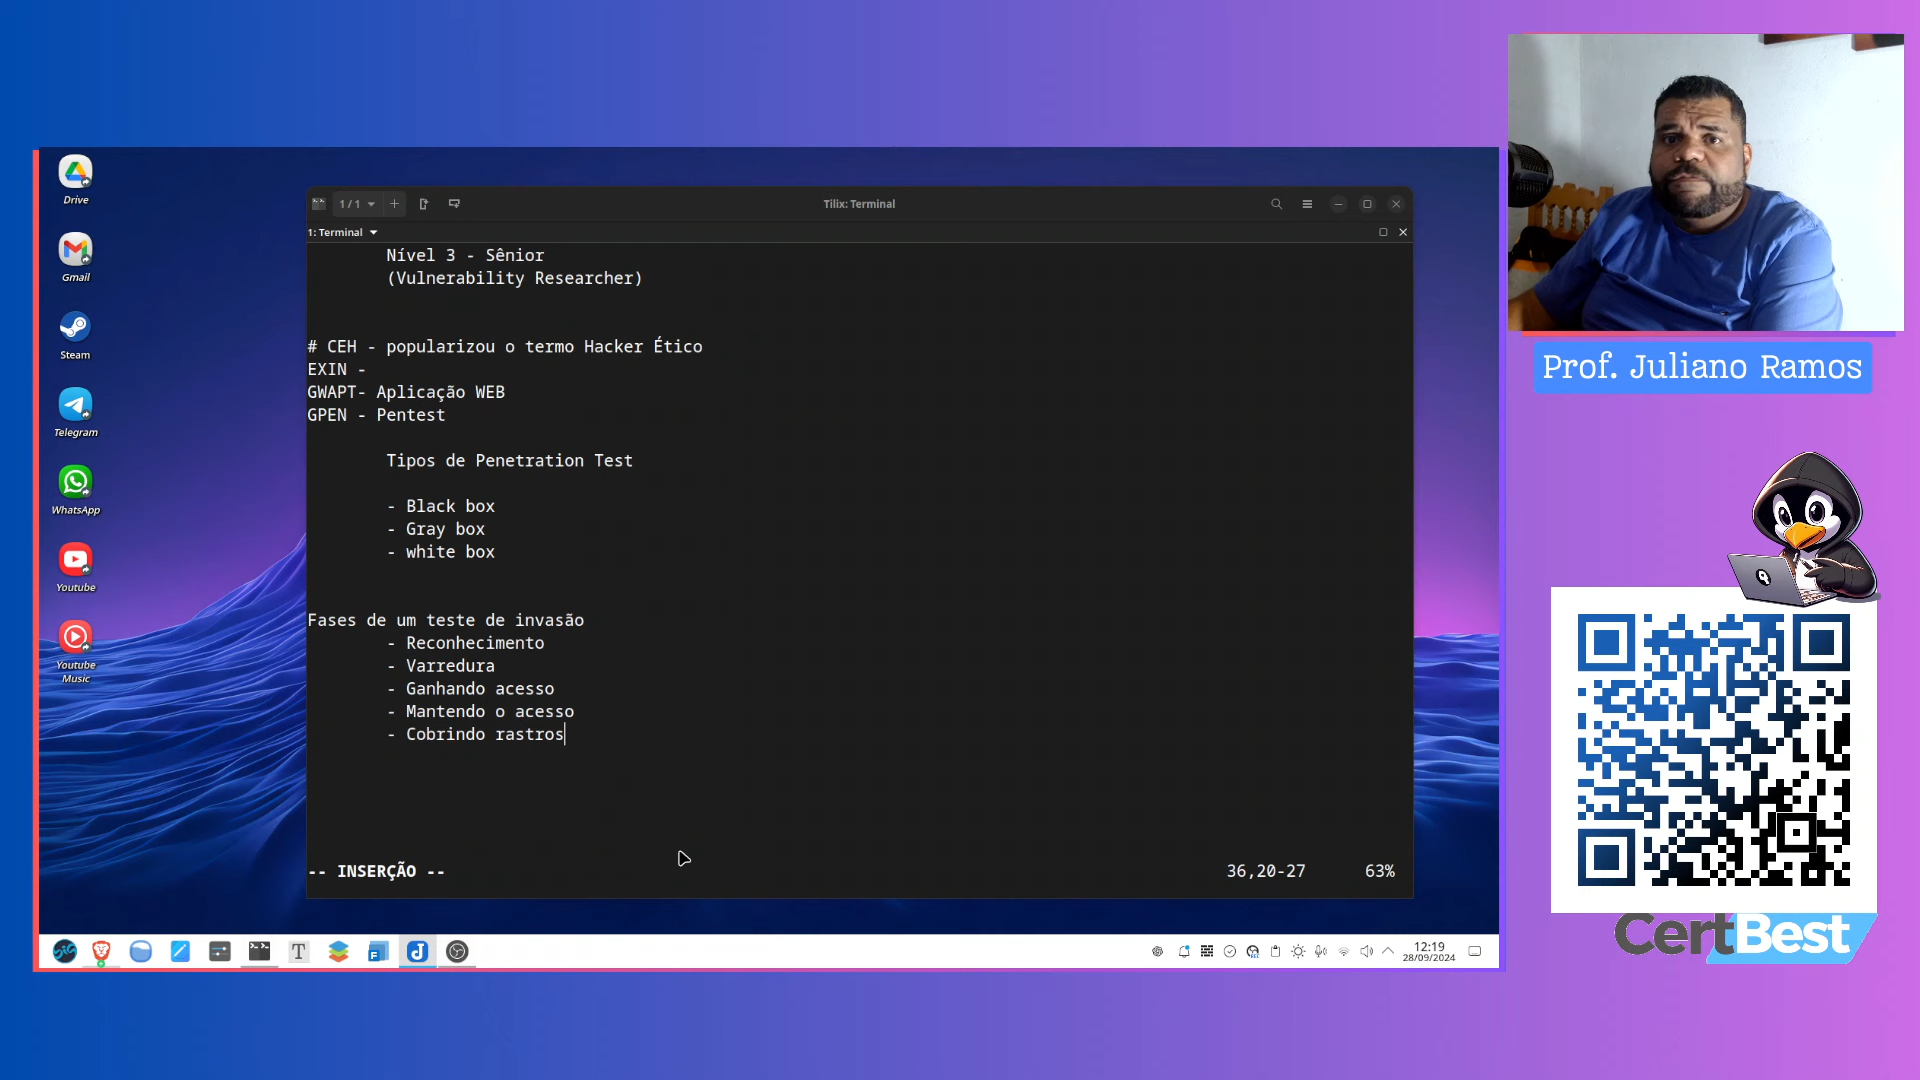 Drive
Gmail
Steam
Telegram
WhatsApp
Youtube
Youtube
Music
1 / 1
Tilix: Terminal
1: Terminal
Nível 3 - Sênior
(Vulnerability Researcher)
# CEH - popularizou o termo Hacker Ético
EXIN -
GWAPT- Aplicação WEB
GPEN - Pentest
Tipos de Penetration Test
- Black box
- Gray box
- white box
Fases de um teste de invasão
- Reconhecimento
- Varredura
- Ganhando acesso
- Mantendo o acesso
- Cobrindo rastros
-- INSERÇÃO --
36,20-27
63%
12:19
28/09/2024
Prof. Juliano Ramos
CertBest